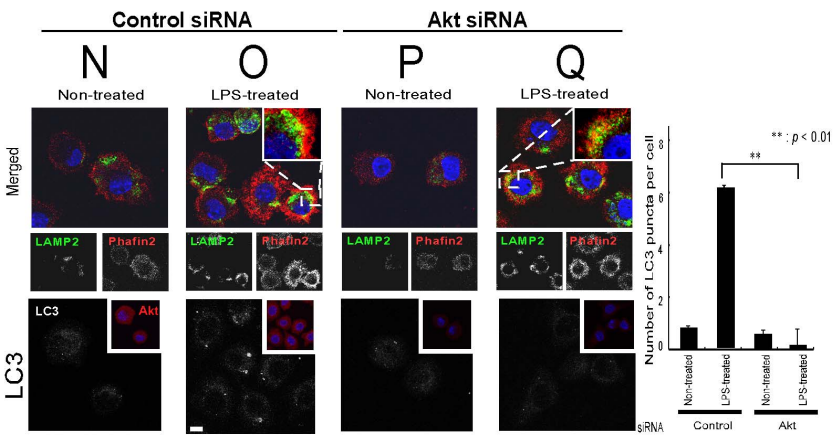 Control siRNA
Akt siRNA
N
O
P
Q
Non-treated
LPS-treated
Non-treated
LPS-treated
Merged
LAMP2
Phafin2
LAMP2
Phafin2
LAMP2
Phafin2
LAMP2
Phafin2
LC3
LC3
Akt
** : p < 0.01
**
Number of LC3 puncta per cell
8
6
4
2
0
Non-treated
LPS-treated
Non-treated
LPS-treated
siRNA
Control
Akt